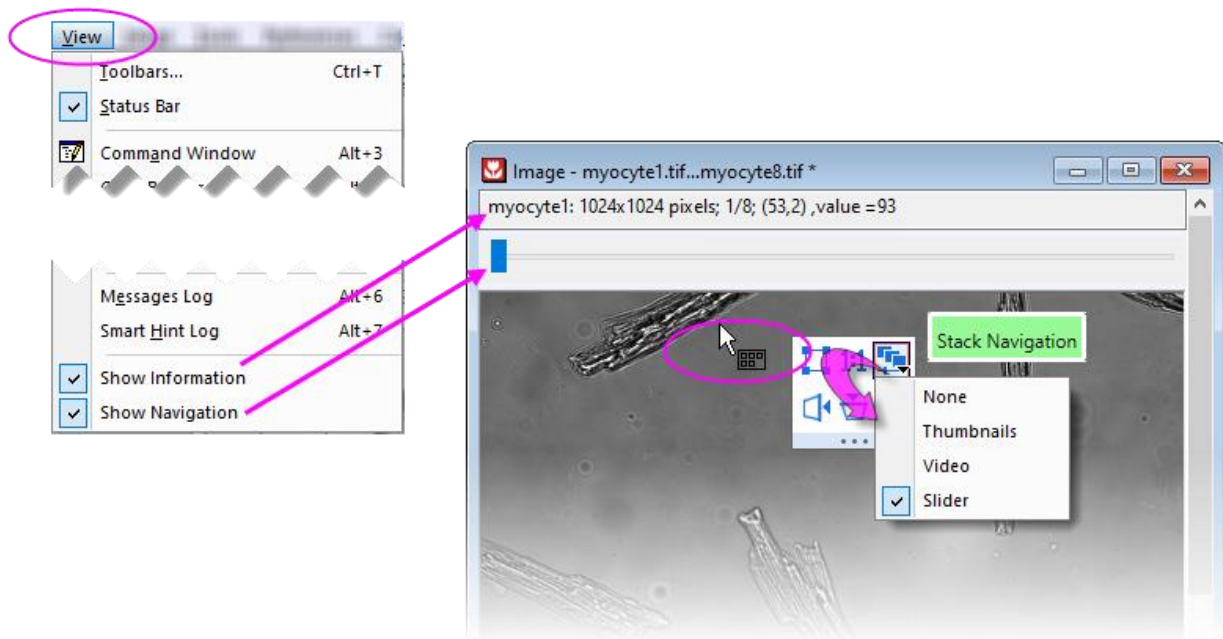 View
Toolbars... Ctrl+T
Status Bar
Command Window Alt+3
Messages Log Alt+6
Smart Hint Log Alt+7
Show Information
Show Navigation
Image - myocyte1.tif...myocyte8.tif *
myocyte1: 1024x1024 pixels; 1/8; (53,2) ,value =93
1:1
Stack Navigation
None
Thumbnails
Video
Slider